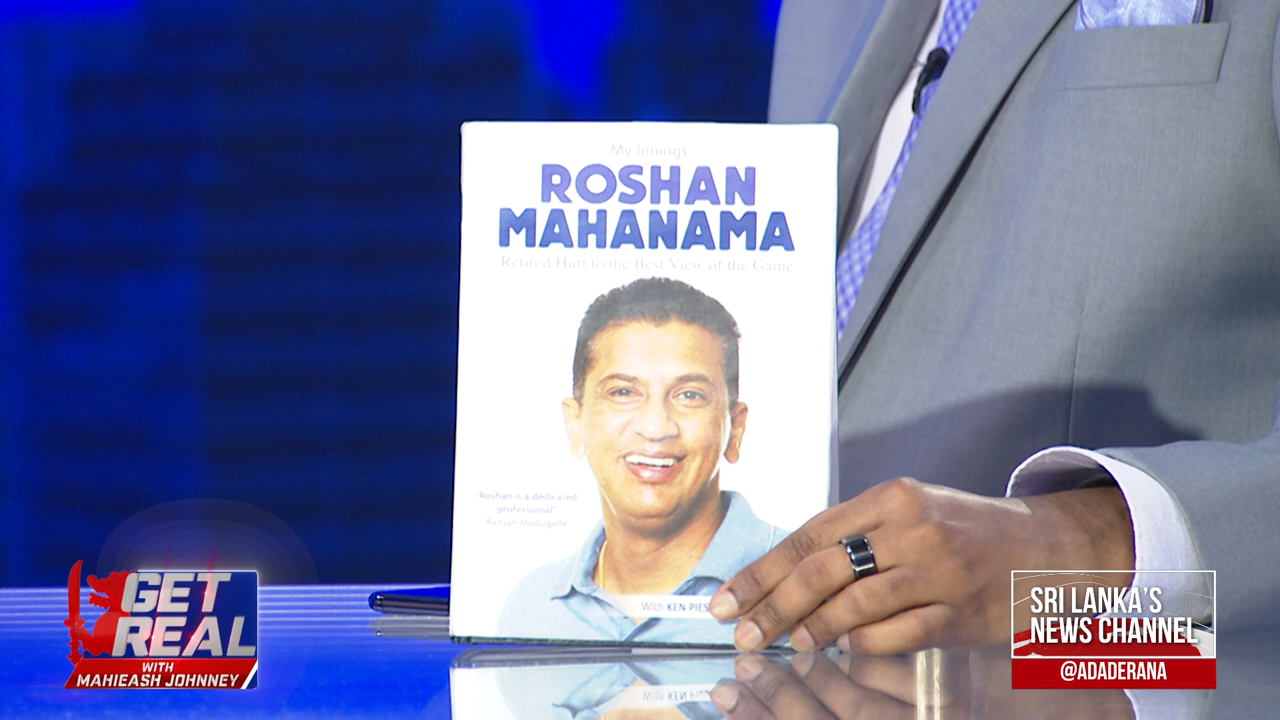 My Innings
ROSHAN
MAHANAMA
Retired Hurt to the Best View of the Game
"Roshan is a dedicated
professional"
Ranjan Madugalle
With KEN PIES
GET
REAL
WITH
MAHIEASH JOHNNEY
SRI LANKA'S
NEWS CHANNEL
@ADADERANA